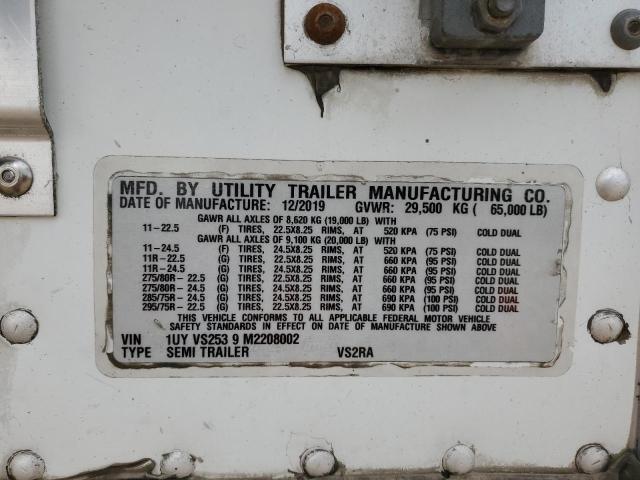 MFD. BY UTILITY TRAILER MANUFACTURING CO.
DATE OF MANUFACTURE: 12/2019 GVWR: 29,500 KG ( 65,000 LB)
GAWR ALL AXLES OF 8,620 KG (19,000 LB) WITH
11-22.5 (F) TIRES, 22.5X8.25 RIMS, AT 520 KPA (75 PSI) COLD DUAL
GAWR ALL AXLES OF 9,100 KG (20,000 LB) WITH
11-24.5 (F) TIRES, 24.5X8.25 RIMS, AT 520 KPA (75 PSI) COLD DUAL
11R-22.5 (G) TIRES, 22.5X8.25 RIMS, AT 660 KPA (95 PSI) COLD DUAL
11R-24.5 (G) TIRES, 24.5X8.25 RIMS, AT 660 KPA (95 PSI) COLD DUAL
275/80R - 22.5 (G) TIRES, 22.5X8.25 RIMS, AT 660 KPA (95 PSI) COLD DUAL
275/80R - 24.5 (G) TIRES, 24.5X8.25 RIMS, AT 660 KPA (95 PSI) COLD DUAL
285/75R - 24.5 (G) TIRES, 24.5X8.25 RIMS, AT 690 KPA (100 PSI) COLD DUAL
295/75R - 22.5 (G) TIRES, 22.5X8.25 RIMS, AT 690 KPA (100 PSI) COLD DUAL
THIS VEHICLE CONFORMS TO ALL APPLICABLE FEDERAL MOTOR VEHICLE
SAFETY STANDARDS IN EFFECT ON DATE OF MANUFACTURE SHOWN ABOVE
VIN 1UY VS253 9 M2208002
TYPE SEMI TRAILER VS2RA